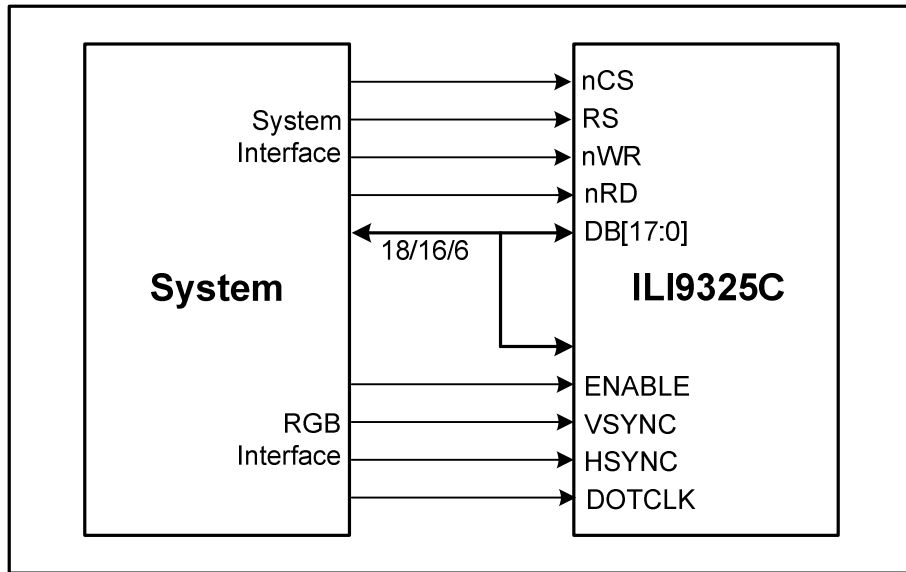 System
Interface
nCS
RS
nWR
nRD
DB[17:0]
18/16/6
System
ILI9325C
RGB
Interface
ENABLE
VSYNC
HSYNC
DOTCLK